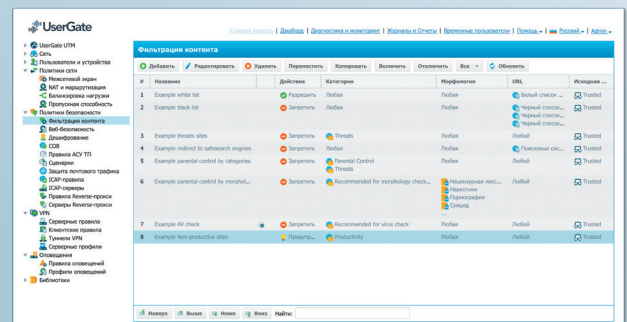 UserGate
Главная консоль | Дашборд | Диагностика и мониторинг | Журналы и Отчеты | Временные пользователи | Помощь | Русский | Admin
UserGate UTM
Сеть
Пользователи и устройства
Политики сети
Межсетевой экран
NAT и маршрутизация
Балансировка нагрузки
Пропускная способность
Политики безопасности
Фильтрация контента
Веб-безопасность
Дешифрование
СОВ
Правила АСУ ТП
Сценарии
Защита почтового трафика
ICAP-правила
ICAP-серверы
Правила Reverse-прокси
Серверы Reverse-прокси
VPN
Серверные правила
Клиентские правила
Туннели VPN
Серверные профили
Оповещения
Правила оповещений
Профили оповещений
Библиотеки
Фильтрация контента
Добавить Редактировать Удалить Переместить Копировать Включить Отключить Все Обновить
# Название Действие Категории Морфология URL Исходная ...
1 Example white list Разрешить Любая Любая Белый список... Trusted
2 Example black list Запретить Любая Любая Черный список... Trusted
Черный список...
Черный список...
3 Example threats sites Запретить Threats Любая Любой Trusted
4 Example redirect to safesearch engines Запретить Любая Любая Поисковые сис... Trusted
5 Example parental control by categories Запретить Parental Control Любая Любой Trusted
Threats
6 Example parental control by morphol... Запретить Recommended for morphology check... Нецензурная лекс... Любой Trusted
Наркотики
Порнография
Суицид
...
7 Example AV check Запретить Recommended for virus check Любая Любой Trusted
8 Example Non-productive sites Предупр... Productivity Любая Любой Trusted
Наверх Выше Ниже Вниз Найти: